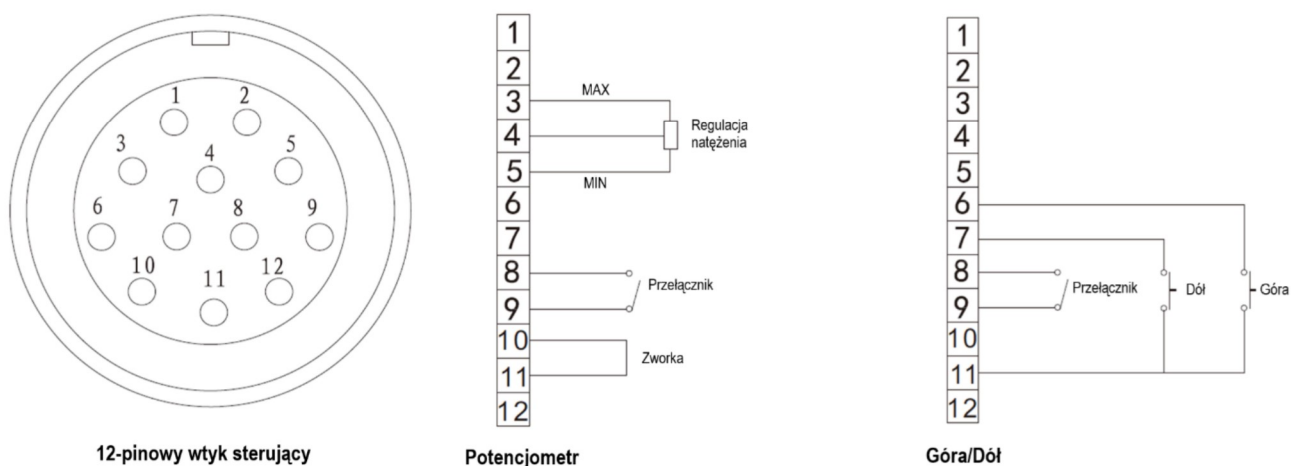 1 2
3 4 5
6 7 8 9
10 11 12
12-pinowy wtyk sterujący
1
2
3
4
5
6
7
8
9
10
11
12
MAX
Regulacja
natężenia
MIN
Przełącznik
Zworka
Potencjometr
1
2
3
4
5
6
7
8
9
10
11
12
Przełącznik
Dół
Góra
Góra/Dół